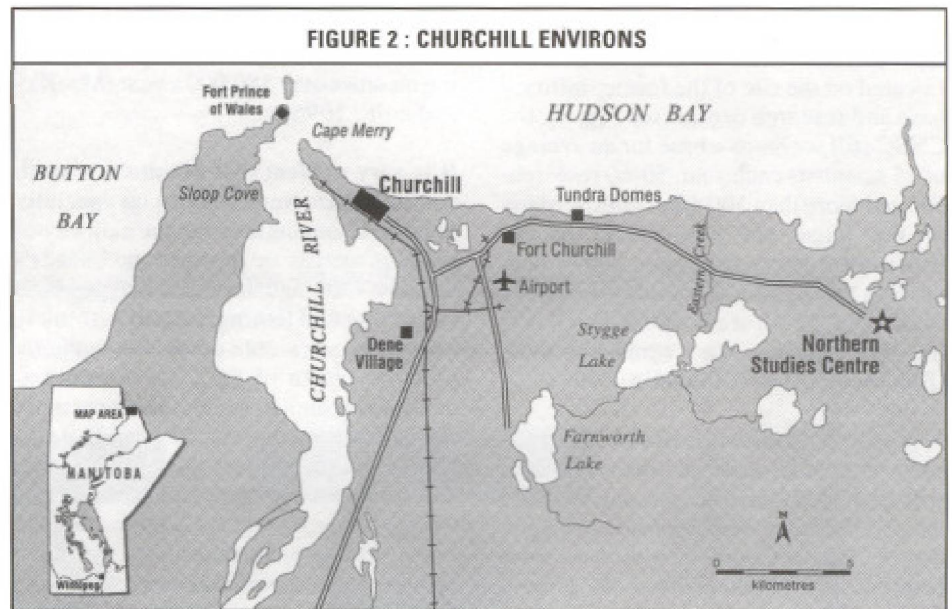 FIGURE 2 : CHURCHILL ENVIRONS
Fort Prince
of Wales
Cape Merry
HUDSON BAY
BUTTON
BAY
Sloop Cove
Churchill
Tundra Domes
CHURCHILL RIVER
Fort Churchill
Eastern Creek
Airport
Dene
Village
Stygge
Lake
Northern
Studies Centre
MAP AREA
MANITOBA
Winnipeg
Farnworth
Lake
N
0 5
kilometres